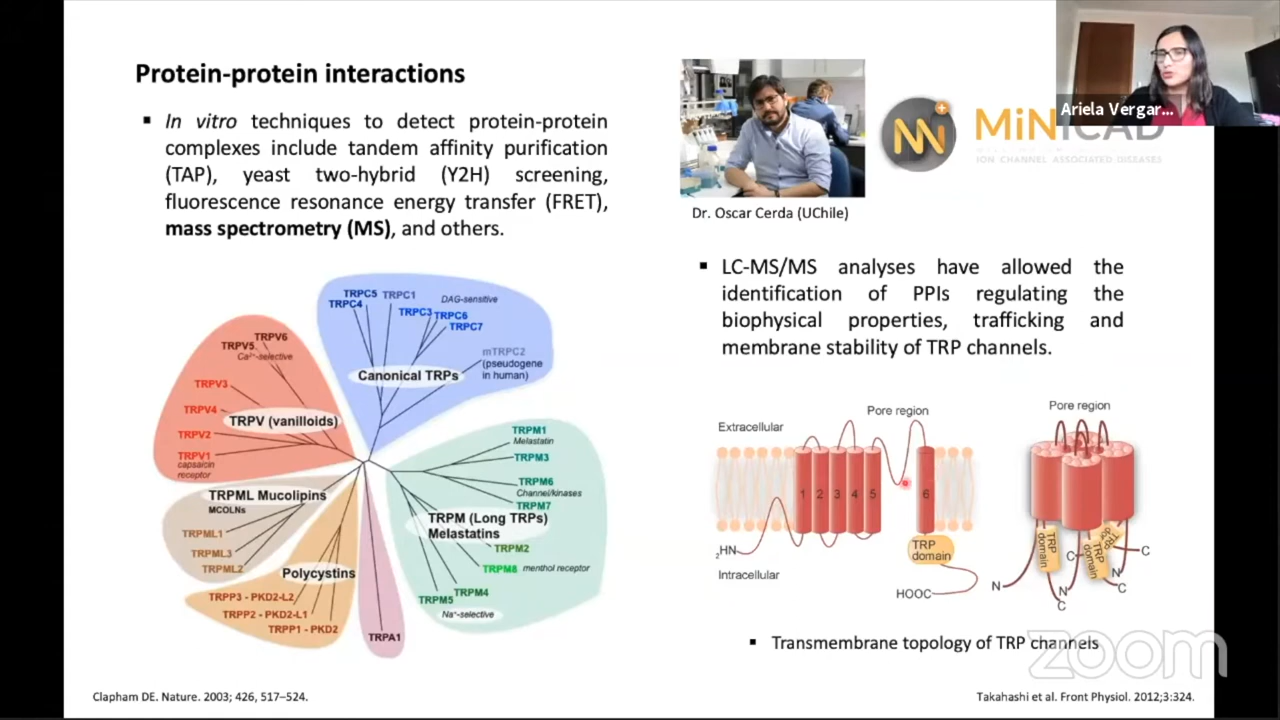 Protein-protein interactions
▪ In vitro techniques to detect protein-protein
complexes include tandem affinity purification
(TAP), yeast two-hybrid (Y2H) screening,
fluorescence resonance energy transfer (FRET),
mass spectrometry (MS), and others.
Ariela Vergar...
MiNICAD
ION CHANNEL ASSOCIATED DISEASES
Dr. Oscar Cerda (UChile)
▪ LC-MS/MS analyses have allowed the
identification of PPIs regulating the
biophysical properties, trafficking and
membrane stability of TRP channels.
TRPC5
TRPC1
TRPC4
DAG-sensitive
TRPC3
TRPC6
TRPC7
mTRPC2
(pseudogene
in human)
Canonical TRPs
TRPV6
TRPV5
Ca2+-selective
TRPV3
TRPV4
TRPV (vanilloids)
TRPV2
TRPV1
capsaicin
receptor
TRPM1
Melastatin
TRPM3
TRPM6
Channel/kinases
TRPM7
TRPM (Long TRPs)
Melastatins
TRPM2
TRPM8 menthol receptor
TRPM4
TRPM5
Na+-selective
TRPML Mucolipins
MCOLNs
TRPML1
TRPML3
TRPML2
Polycystins
TRPP3 - PKD2-L2
TRPP2 - PKD2-L1
TRPP1 - PKD2
TRPA1
Pore region
Extracellular
1 2 3 4 5 6
TRP
domain
2HN
Intracellular
HOOC
Pore region
TRP
domain
TRP
domain
TRP
do
C
C
N
N
C
N
C
▪ Transmembrane topology of TRP channels
zoom
Clapham DE. Nature. 2003; 426, 517–524.
Takahashi et al. Front Physiol. 2012;3:324.